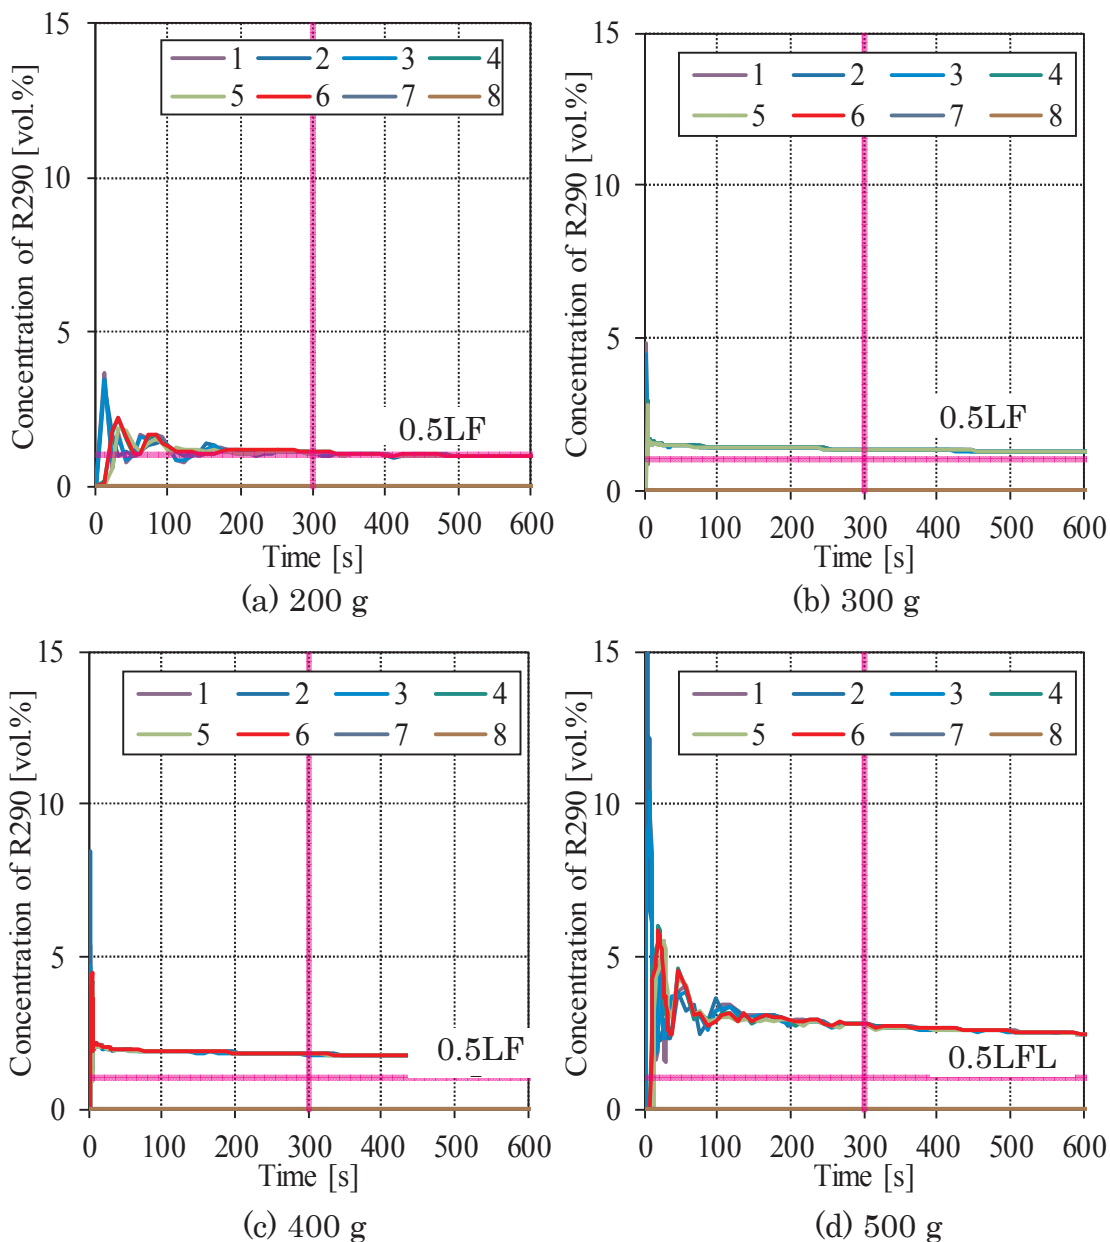 Concentration of R290 [vol.%]
15
10
5
0
1 2 3 4
5 6 7 8
0.5LF
0 100 200 300 400 500 600
Time [s]
(a) 200 g
Concentration of R290 [vol.%]
15
10
5
0
1 2 3 4
5 6 7 8
0.5LF
0 100 200 300 400 500 600
Time [s]
(b) 300 g
Concentration of R290 [vol.%]
15
10
5
0
1 2 3 4
5 6 7 8
0.5LF
0 100 200 300 400 500 600
Time [s]
(c) 400 g
Concentration of R290 [vol.%]
15
10
5
0
1 2 3 4
5 6 7 8
0.5LFL
0 100 200 300 400 500 600
Time [s]
(d) 500 g